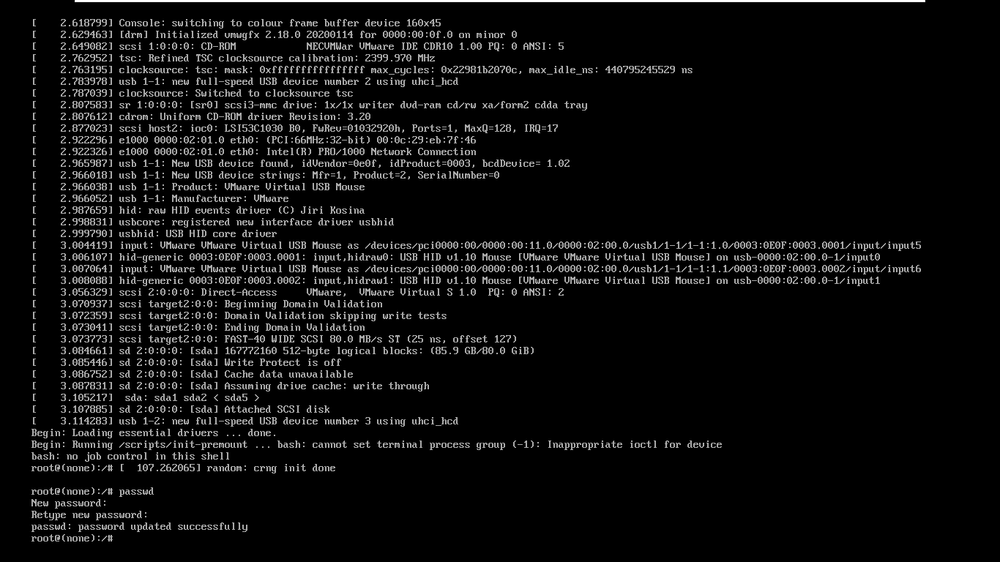 [    2.618799] Console: switching to colour frame buffer device 160x45
[    2.629463] [drm] Initialized vmwgfx 2.18.0 20200114 for 0000:00:0f.0 on minor 0
[    2.649082] scsi 1:0:0:0: CD-ROM            NECVMWar VMware IDE CDR10 1.00 PQ: 0 ANSI: 5
[    2.762952] tsc: Refined TSC clocksource calibration: 2399.970 MHz
[    2.763195] clocksource: tsc: mask: 0xffffffffffffffff max_cycles: 0x22981b2070c, max_idle_ns: 440795245529 ns
[    2.783978] usb 1-1: new full-speed USB device number 2 using uhci_hcd
[    2.787039] clocksource: Switched to clocksource tsc
[    2.807583] sr 1:0:0:0: [sr0] scsi3-mmc drive: 1x/1x writer dvd-ram cd/rw xa/form2 cdda tray
[    2.807612] cdrom: Uniform CD-ROM driver Revision: 3.20
[    2.877023] scsi host2: ioc0: LSI53C1030 B0, FwRev=01032920h, Ports=1, MaxQ=128, IRQ=17
[    2.922296] e1000 0000:02:01.0 eth0: (PCI:66MHz:32-bit) 00:0c:29:eb:7f:46
[    2.922326] e1000 0000:02:01.0 eth0: Intel(R) PRO/1000 Network Connection
[    2.965987] usb 1-1: New USB device found, idVendor=0e0f, idProduct=0003, bcdDevice= 1.02
[    2.966018] usb 1-1: New USB device strings: Mfr=1, Product=2, SerialNumber=0
[    2.966038] usb 1-1: Product: VMware Virtual USB Mouse
[    2.966052] usb 1-1: Manufacturer: VMware
[    2.987659] hid: raw HID events driver (C) Jiri Kosina
[    2.998831] usbcore: registered new interface driver usbhid
[    2.999790] usbhid: USB HID core driver
[    3.004419] input: VMware VMware Virtual USB Mouse as /devices/pci0000:00/0000:00:11.0/0000:02:00.0/usb1/1-1/1-1:1.0/0003:0E0F:0003.0001/input/input5
[    3.006107] hid-generic 0003:0E0F:0003.0001: input,hidraw0: USB HID v1.10 Mouse [VMware VMware Virtual USB Mouse] on usb-0000:02:00.0-1/input0
[    3.007064] input: VMware VMware Virtual USB Mouse as /devices/pci0000:00/0000:00:11.0/0000:02:00.0/usb1/1-1/1-1:1.1/0003:0E0F:0003.0002/input/input6
[    3.008088] hid-generic 0003:0E0F:0003.0002: input,hidraw1: USB HID v1.10 Mouse [VMware VMware Virtual USB Mouse] on usb-0000:02:00.0-1/input1
[    3.056329] scsi 2:0:0:0: Direct-Access     VMware,  VMware Virtual S 1.0  PQ: 0 ANSI: 2
[    3.070937] scsi target2:0:0: Beginning Domain Validation
[    3.072359] scsi target2:0:0: Domain Validation skipping write tests
[    3.073041] scsi target2:0:0: Ending Domain Validation
[    3.073773] scsi target2:0:0: FAST-40 WIDE SCSI 80.0 MB/s ST (25 ns, offset 127)
[    3.084661] sd 2:0:0:0: [sda] 167772160 512-byte logical blocks: (85.9 GB/80.0 GiB)
[    3.085446] sd 2:0:0:0: [sda] Write Protect is off
[    3.086752] sd 2:0:0:0: [sda] Cache data unavailable
[    3.087831] sd 2:0:0:0: [sda] Assuming drive cache: write through
[    3.105217]  sda: sda1 sda2 < sda5 >
[    3.107885] sd 2:0:0:0: [sda] Attached SCSI disk
[    3.114283] usb 1-2: new full-speed USB device number 3 using uhci_hcd
Begin: Loading essential drivers ... done.
Begin: Running /scripts/init-premount ... bash: cannot set terminal process group (-1): Inappropriate ioctl for device
bash: no job control in this shell
root@(none):/# [  107.262065] random: crng init done
root@(none):/# passwd
New password:
Retype new password:
passwd: password updated successfully
root@(none):/#